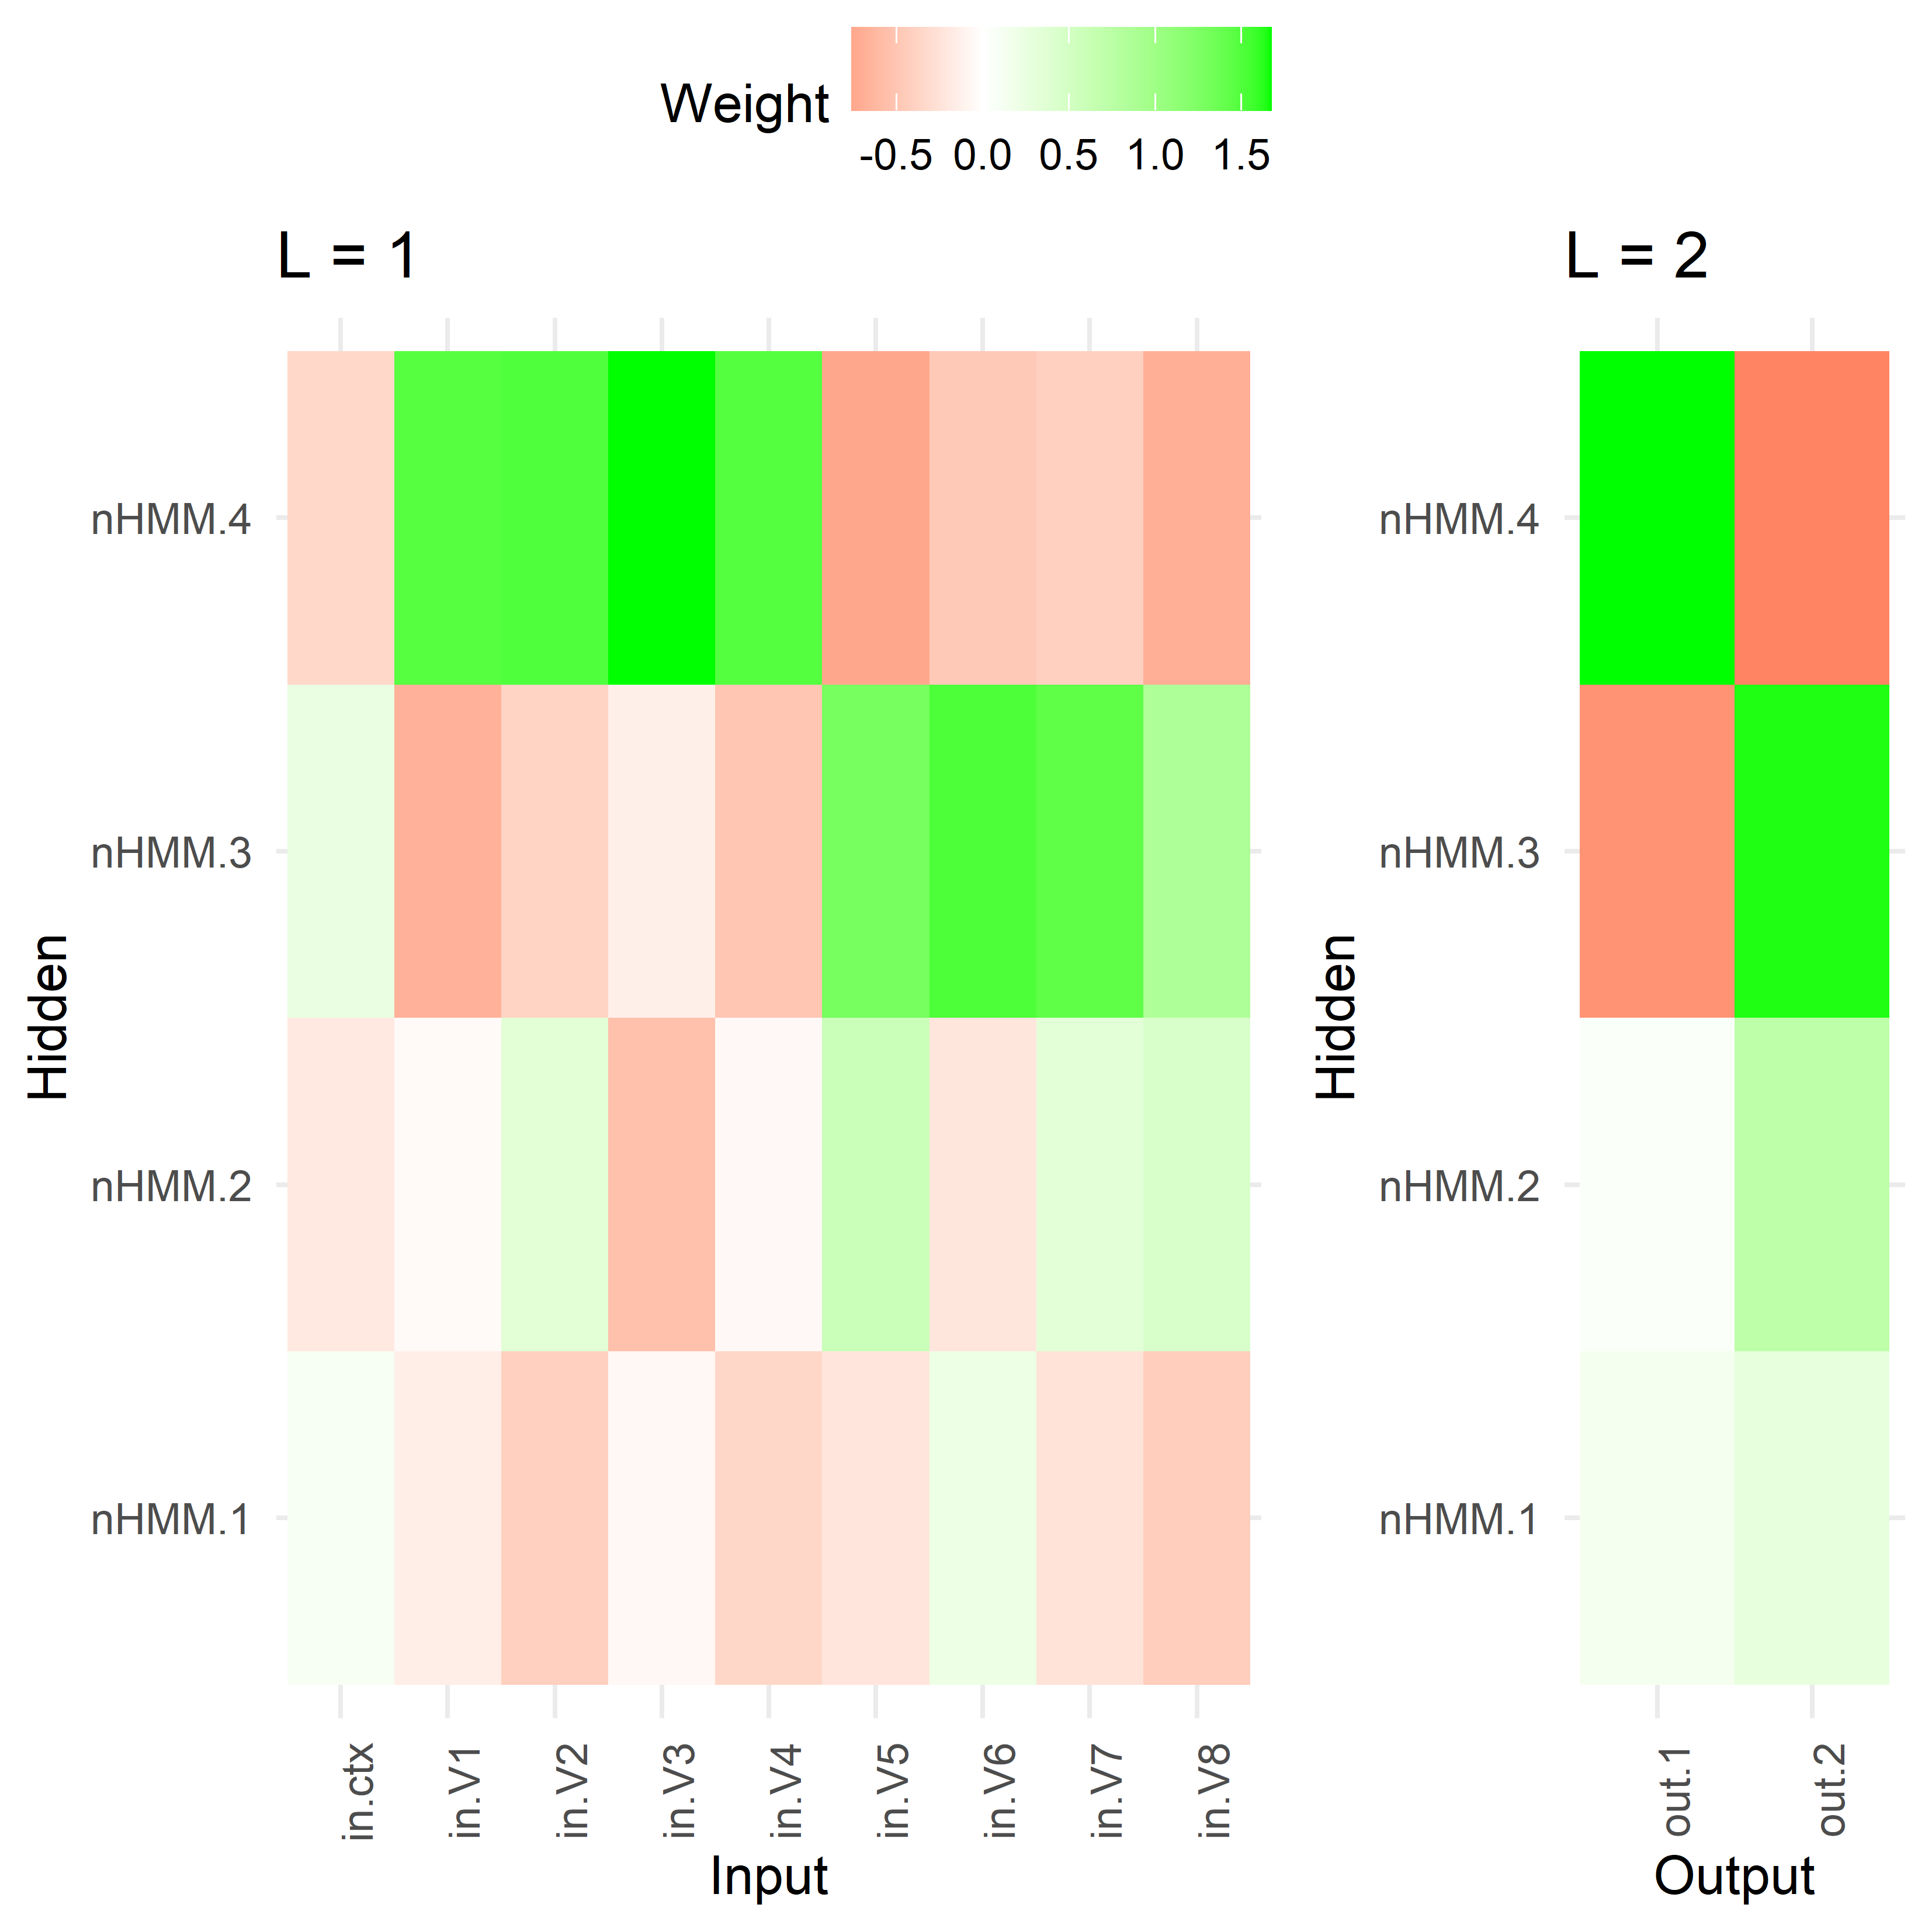 Weight
-0.5 0.0 0.5 1.0 1.5
L = 1
L = 2
Hidden
nHMM.4
nHMM.3
nHMM.2
nHMM.1
in.ctx
in.V1
in.V2
in.V3
in.V4
in.V5
in.V6
in.V7
in.V8
Input
Hidden
nHMM.4
nHMM.3
nHMM.2
nHMM.1
out.1
out.2
Output